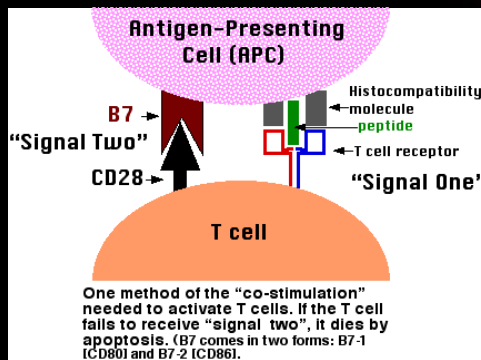 Antigen-Presenting
Cell (APC)
B7
"Signal Two"
CD28
Histocompatibility
molecule
peptide
T cell receptor
"Signal One"
T cell
One method of the "co-stimulation"
needed to activate T cells. If the T cell
fails to receive "signal two", it dies by
apoptosis. (B7 comes in two forms: B7-1
[CD80] and B7-2 [CD86].